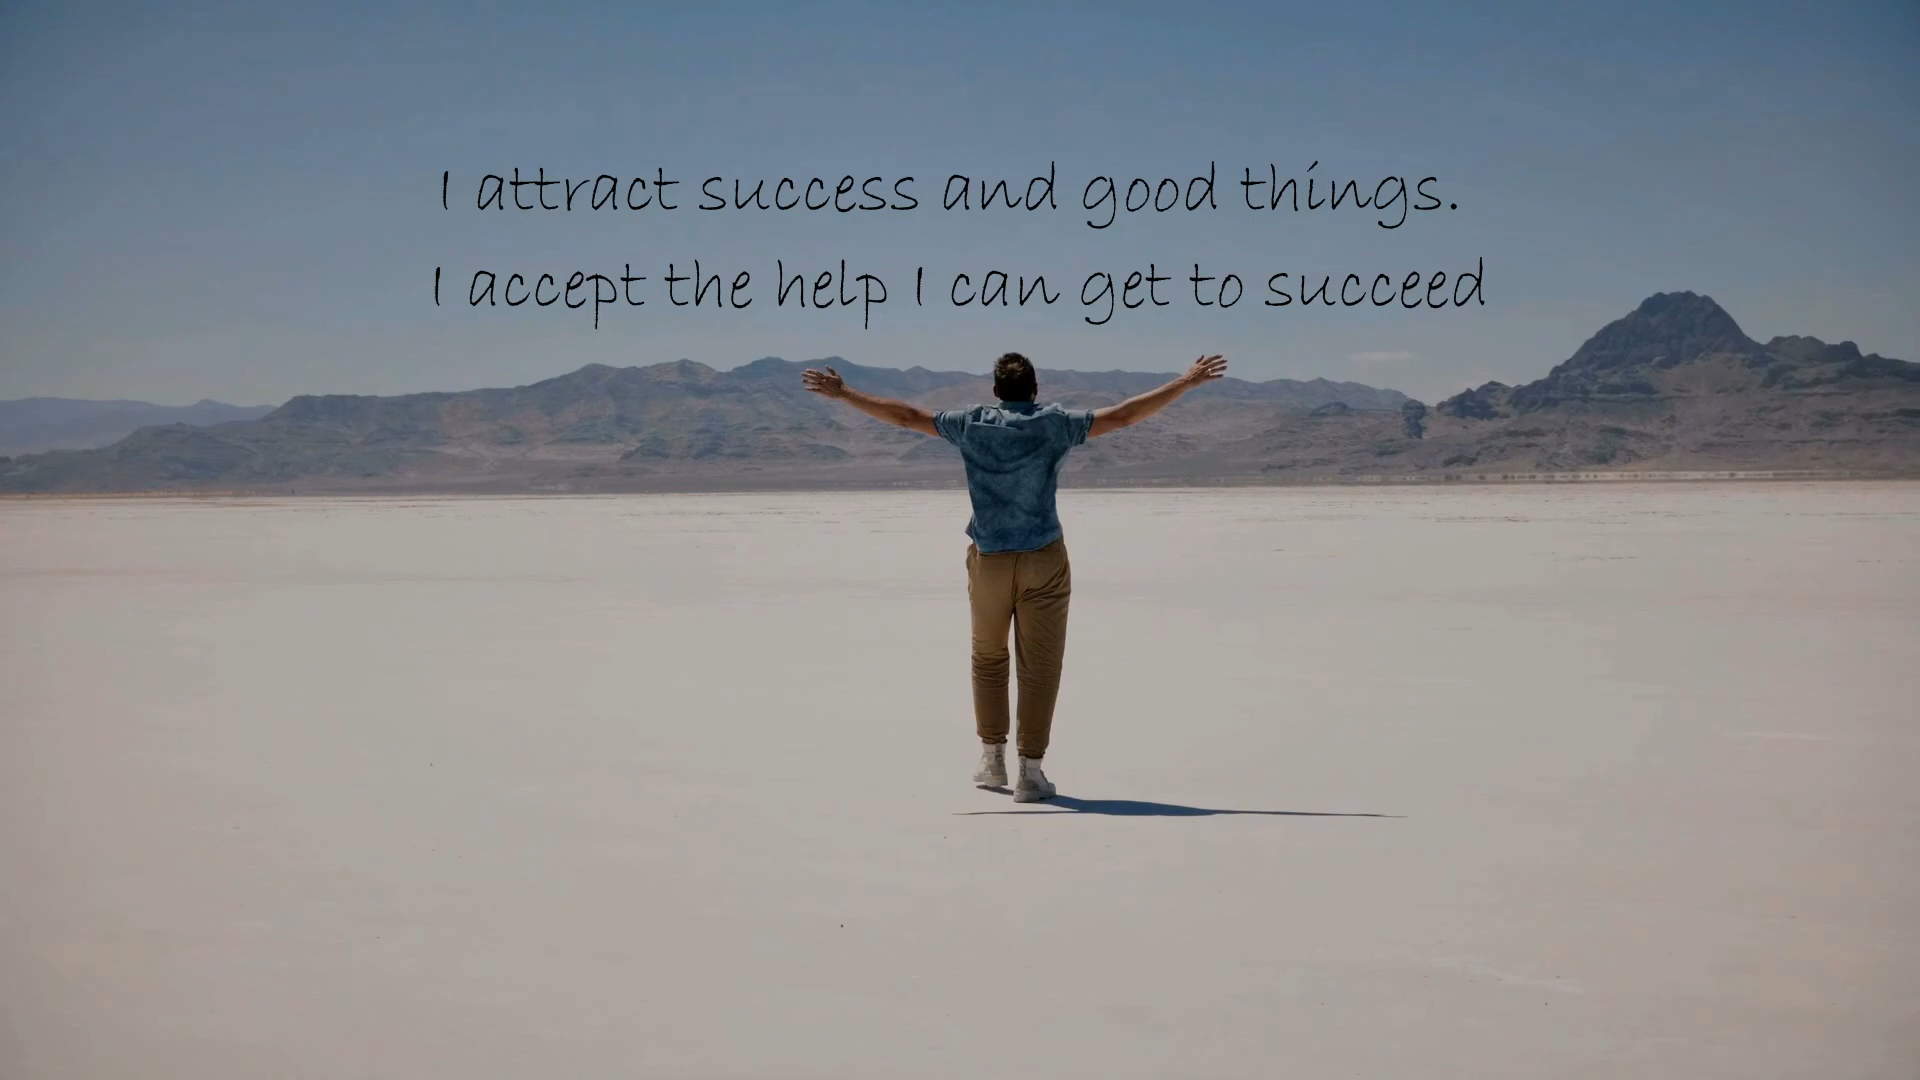 I attract success and good things.
I accept the help I can get to succeed